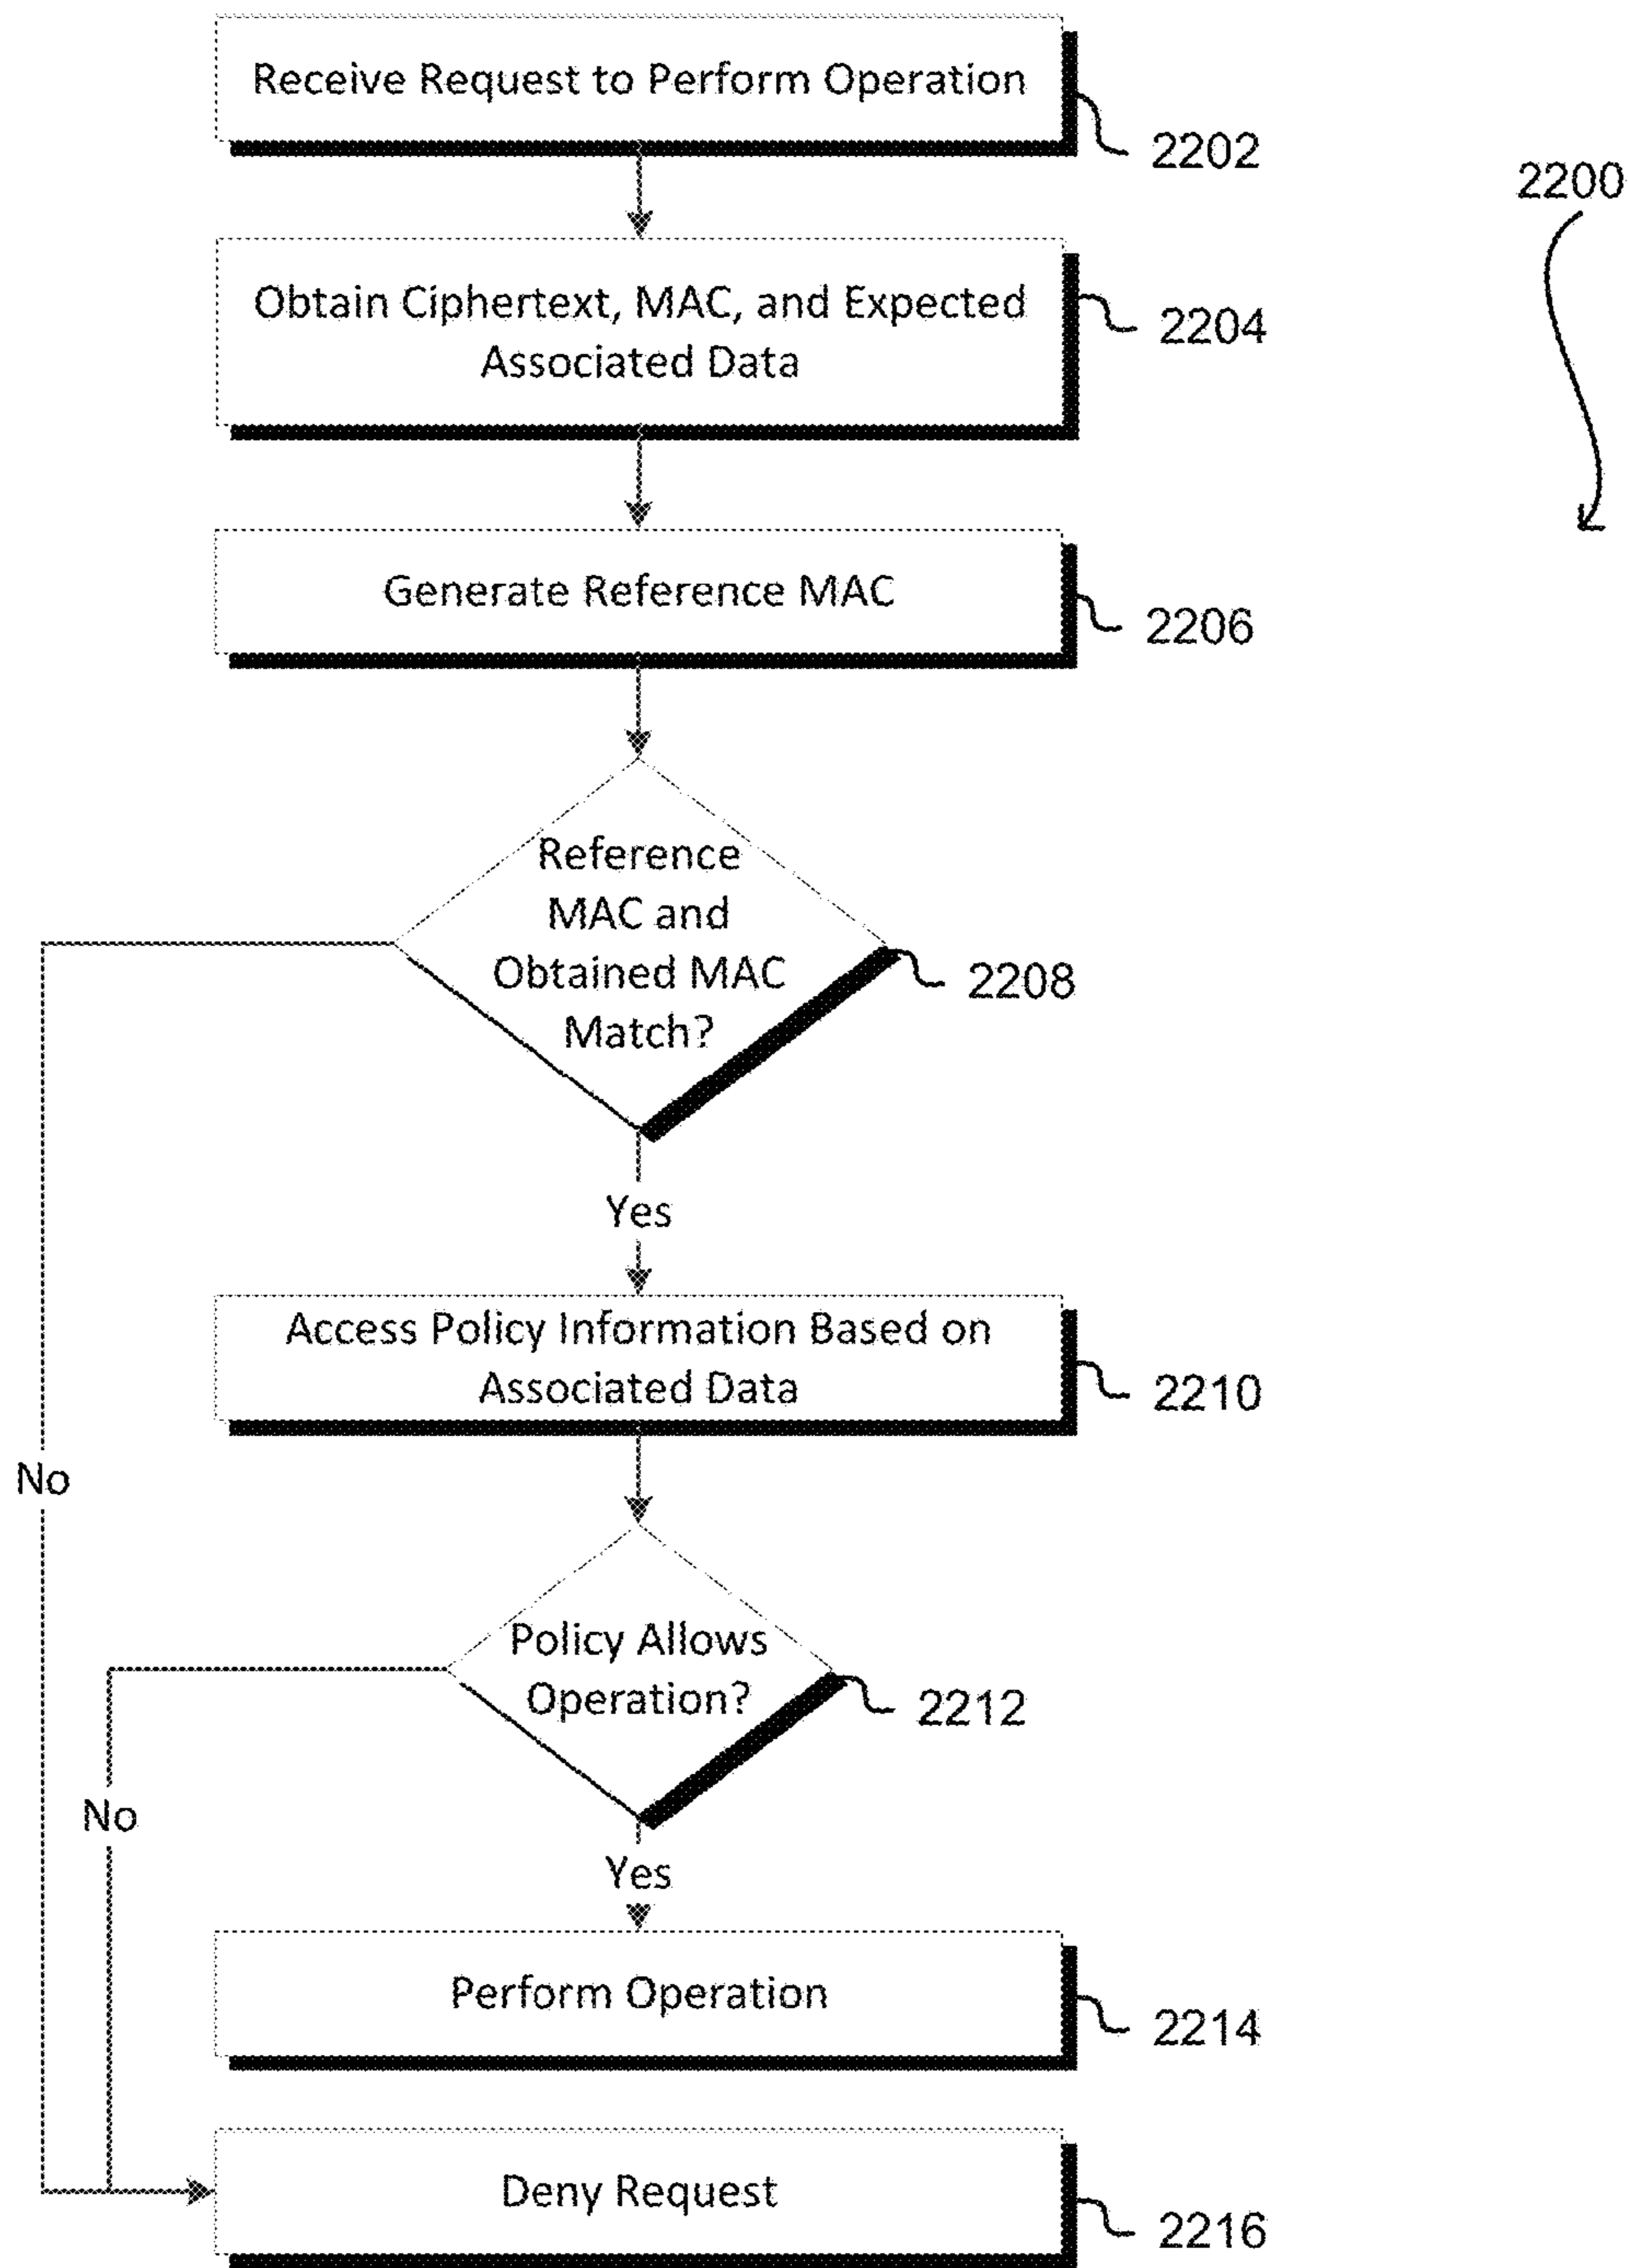 Receive Request to Perform Operation
2202
2200
Obtain Ciphertext, MAC, and Expected
Associated Data
2204
Generate Reference MAC
2206
Reference
MAC and
Obtained MAC
Match?
2208
Yes
Access Policy Information Based on
Associated Data
2210
No
Policy Allows
Operation?
2212
No
Yes
Perform Operation
2214
Deny Request
2216